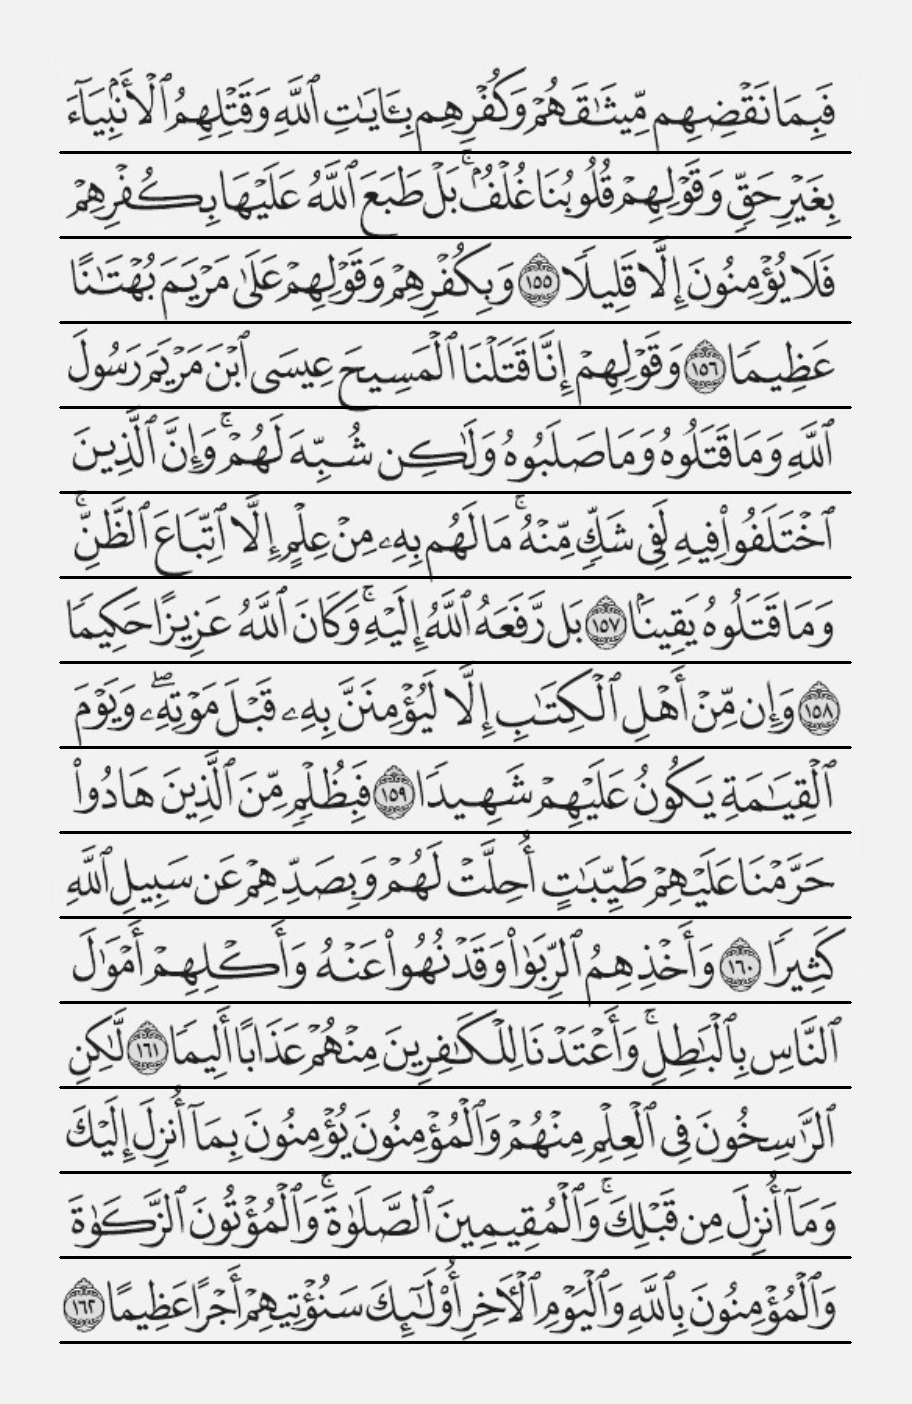 فَبِمَا نَقْضِهِم مِّيثَـٰقَهُمْ وَكُفْرِهِم بِـَٔايَـٰتِ ٱللَّهِ وَقَتْلِهِمُ ٱلْأَنۢبِيَآءَ
بِغَيْرِ حَقٍّ وَقَوْلِهِمْ قُلُوبُنَا غُلْفٌۢ ۚ بَلْ طَبَعَ ٱللَّهُ عَلَيْهَا بِكُفْرِهِمْ
فَلَا يُؤْمِنُونَ إِلَّا قَلِيلًا ١٥٥ وَبِكُفْرِهِمْ وَقَوْلِهِمْ عَلَىٰ مَرْيَمَ بُهْتَـٰنًا
عَظِيمًا ١٥٦ وَقَوْلِهِمْ إِنَّا قَتَلْنَا ٱلْمَسِيحَ عِيسَى ٱبْنَ مَرْيَمَ رَسُولَ
ٱللَّهِ وَمَا قَتَلُوهُ وَمَا صَلَبُوهُ وَلَـٰكِن شُبِّهَ لَهُمْ ۚ وَإِنَّ ٱلَّذِينَ
ٱخْتَلَفُوا۟ فِيهِ لَفِى شَكٍّ مِّنْهُ ۚ مَا لَهُم بِهِۦ مِنْ عِلْمٍ إِلَّا ٱتِّبَاعَ ٱلظَّنِّ ۚ
وَمَا قَتَلُوهُ يَقِينًۢا ١٥٧ بَل رَّفَعَهُ ٱللَّهُ إِلَيْهِ ۚ وَكَانَ ٱللَّهُ عَزِيزًا حَكِيمًا
١٥٨ وَإِن مِّنْ أَهْلِ ٱلْكِتَـٰبِ إِلَّا لَيُؤْمِنَنَّ بِهِۦ قَبْلَ مَوْتِهِۦ ۖ وَيَوْمَ
ٱلْقِيَـٰمَةِ يَكُونُ عَلَيْهِمْ شَهِيدًا ١٥٩ فَبِظُلْمٍ مِّنَ ٱلَّذِينَ هَادُوا۟
حَرَّمْنَا عَلَيْهِمْ طَيِّبَـٰتٍ أُحِلَّتْ لَهُمْ وَبِصَدِّهِمْ عَن سَبِيلِ ٱللَّهِ
كَثِيرًا ١٦٠ وَأَخْذِهِمُ ٱلرِّبَوٰا۟ وَقَدْ نُهُوا۟ عَنْهُ وَأَكْلِهِمْ أَمْوَٰلَ
ٱلنَّاسِ بِٱلْبَـٰطِلِ ۚ وَأَعْتَدْنَا لِلْكَـٰفِرِينَ مِنْهُمْ عَذَابًا أَلِيمًا ١٦١ لَّـٰكِنِ
ٱلرَّٰسِخُونَ فِى ٱلْعِلْمِ مِنْهُمْ وَٱلْمُؤْمِنُونَ يُؤْمِنُونَ بِمَآ أُنزِلَ إِلَيْكَ
وَمَآ أُنزِلَ مِن قَبْلِكَ ۚ وَٱلْمُقِيمِينَ ٱلصَّلَوٰةَ ۚ وَٱلْمُؤْتُونَ ٱلزَّكَوٰةَ
وَٱلْمُؤْمِنُونَ بِٱللَّهِ وَٱلْيَوْمِ ٱلْـَٔاخِرِ أُو۟لَـٰٓئِكَ سَنُؤْتِيهِمْ أَجْرًا عَظِيمًا ١٦٢